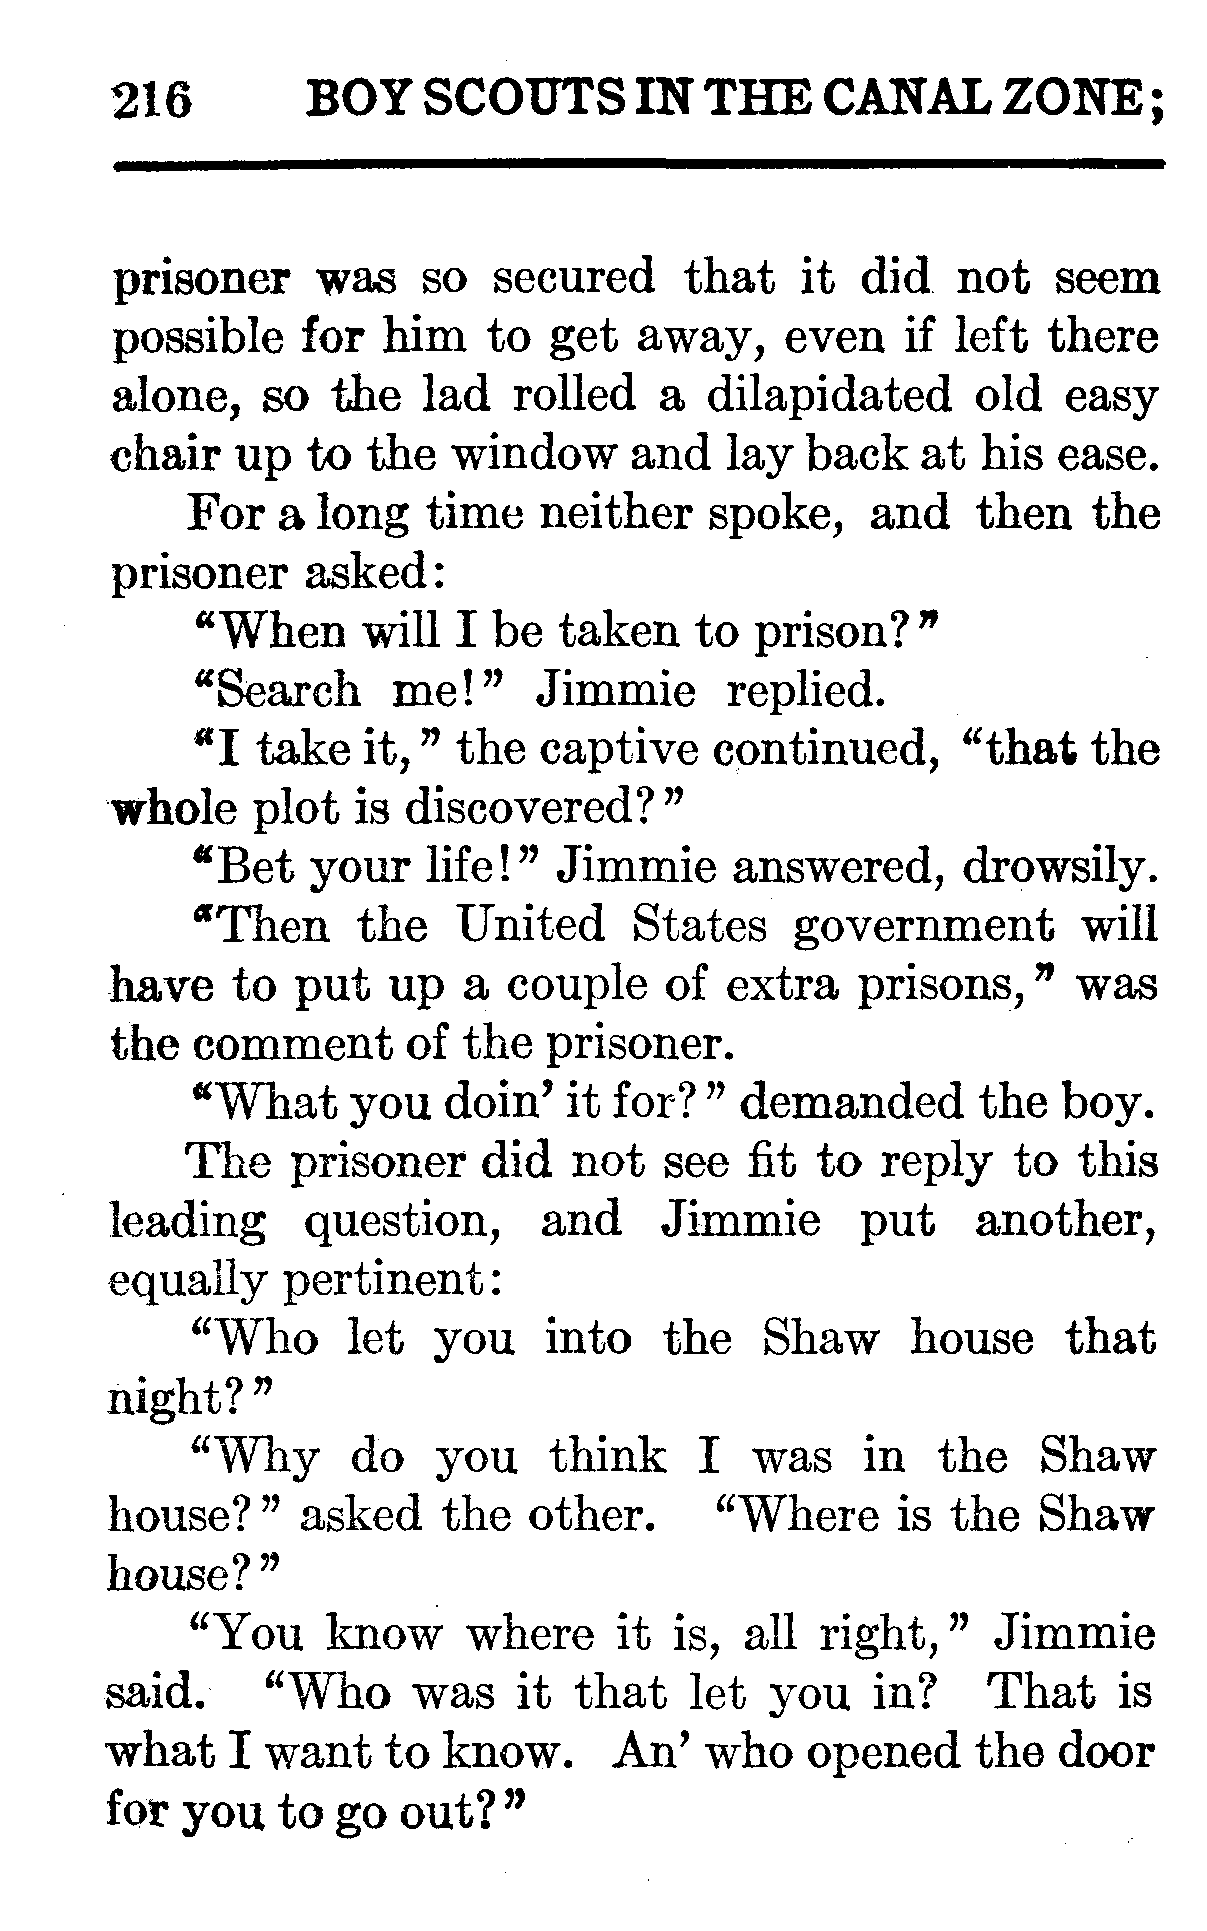 216 BOY SCOUTS IN THE CANAL ZONE;
prisoner was so secured that it did not seem
possible for him to get away, even if left there
alone, so the lad rolled a dilapidated old easy
chair up to the window and lay back at his ease.
For a long time neither spoke, and then the
prisoner asked:
“When will I be taken to prison?”
“Search me!” Jimmie replied.
“I take it,” the captive continued, “that the
whole plot is discovered?”
“Bet your life!” Jimmie answered, drowsily.
“Then the United States government will
have to put up a couple of extra prisons,” was
the comment of the prisoner.
“What you doin’ it for?” demanded the boy.
The prisoner did not see fit to reply to this
leading question, and Jimmie put another,
equally pertinent:
“Who let you into the Shaw house that
night?”
“Why do you think I was in the Shaw
house?” asked the other. “Where is the Shaw
house?”
“You know where it is, all right,” Jimmie
said. “Who was it that let you in? That is
what I want to know. An’ who opened the door
for you to go out?”